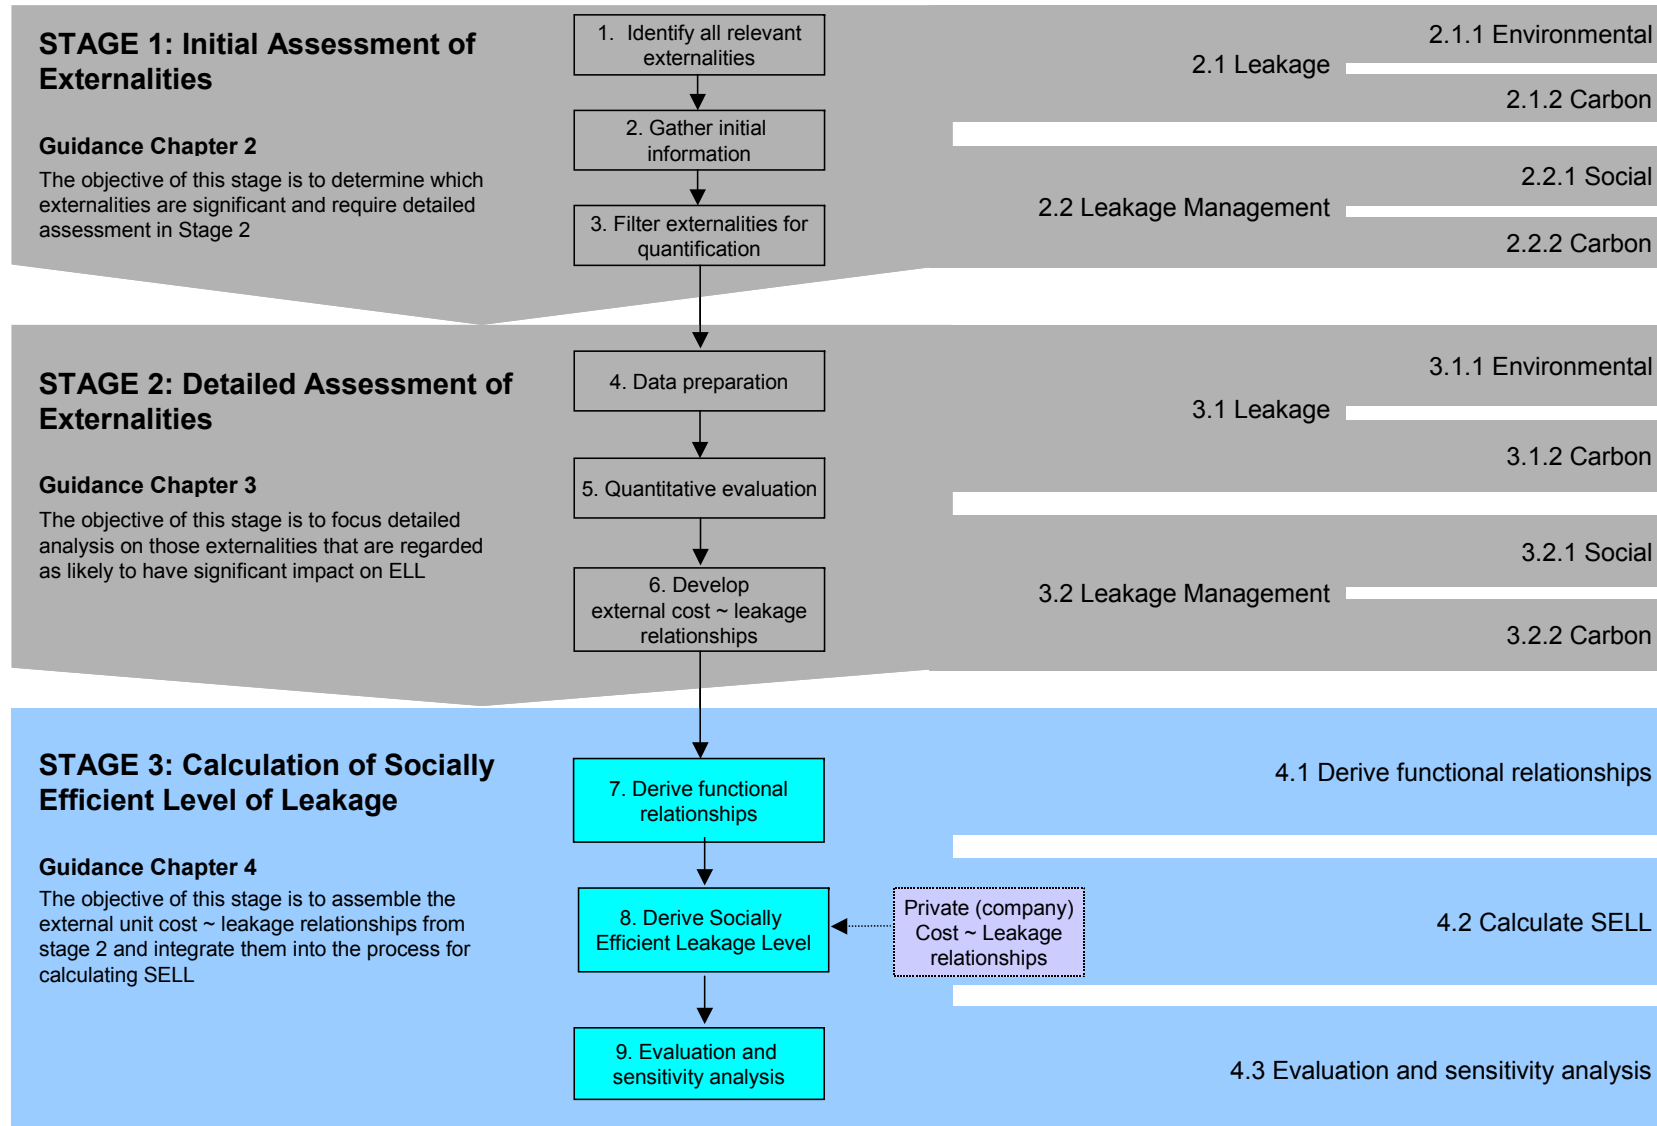 STAGE 1: Initial Assessment of
Externalities
Guidance Chapter 2
The objective of this stage is to determine which
externalities are significant and require detailed
assessment in Stage 2
1. Identify all relevant
externalities
2. Gather initial
information
3. Filter externalities for
quantification
2.1 Leakage
2.1.1 Environmental
2.1.2 Carbon
2.2 Leakage Management
2.2.1 Social
2.2.2 Carbon
STAGE 2: Detailed Assessment of
Externalities
Guidance Chapter 3
The objective of this stage is to focus detailed
analysis on those externalities that are regarded
as likely to have significant impact on ELL
4. Data preparation
5. Quantitative evaluation
6. Develop
external cost ~ leakage
relationships
3.1 Leakage
3.1.1 Environmental
3.1.2 Carbon
3.2 Leakage Management
3.2.1 Social
3.2.2 Carbon
STAGE 3: Calculation of Socially
Efficient Level of Leakage
Guidance Chapter 4
The objective of this stage is to assemble the
external unit cost ~ leakage relationships from
stage 2 and integrate them into the process for
calculating SELL
7. Derive functional
relationships
8. Derive Socially
Efficient Leakage Level
Private (company)
Cost ~ Leakage
relationships
9. Evaluation and
sensitivity analysis
4.1 Derive functional relationships
4.2 Calculate SELL
4.3 Evaluation and sensitivity analysis